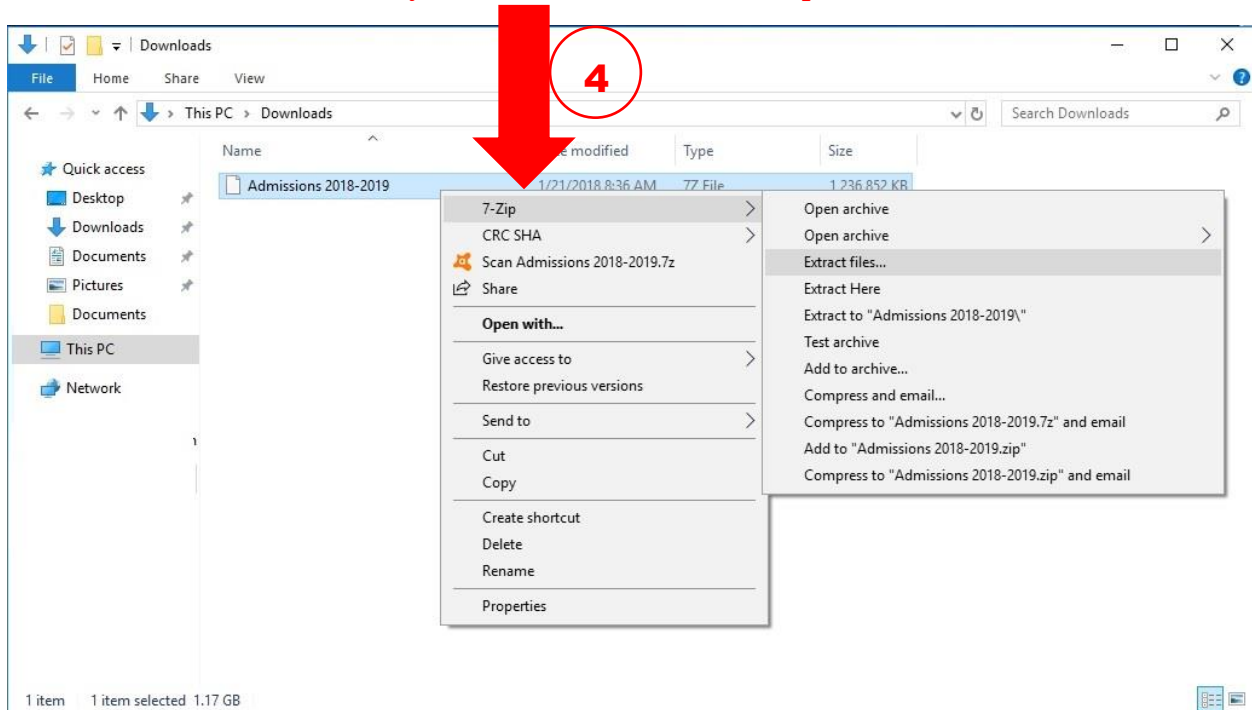 Downloads
4
File Home Share View
This PC > Downloads
Search Downloads
Name modified Type Size
Quick access
Admissions 2018-2019 1/21/2018 8:36 AM 7Z File 1,236,852 KB
Desktop
Downloads
Documents
Pictures
Documents
This PC
Network
7-Zip
CRC SHA
Scan Admissions 2018-2019.7z
Share
Open with...
Give access to
Restore previous versions
Send to
Cut
Copy
Create shortcut
Delete
Rename
Properties
Open archive
Open archive
Extract files...
Extract Here
Extract to "Admissions 2018-2019\"
Test archive
Add to archive...
Compress and email...
Compress to "Admissions 2018-2019.7z" and email
Add to "Admissions 2018-2019.zip"
Compress to "Admissions 2018-2019.zip" and email
1 item 1 item selected 1.17 GB